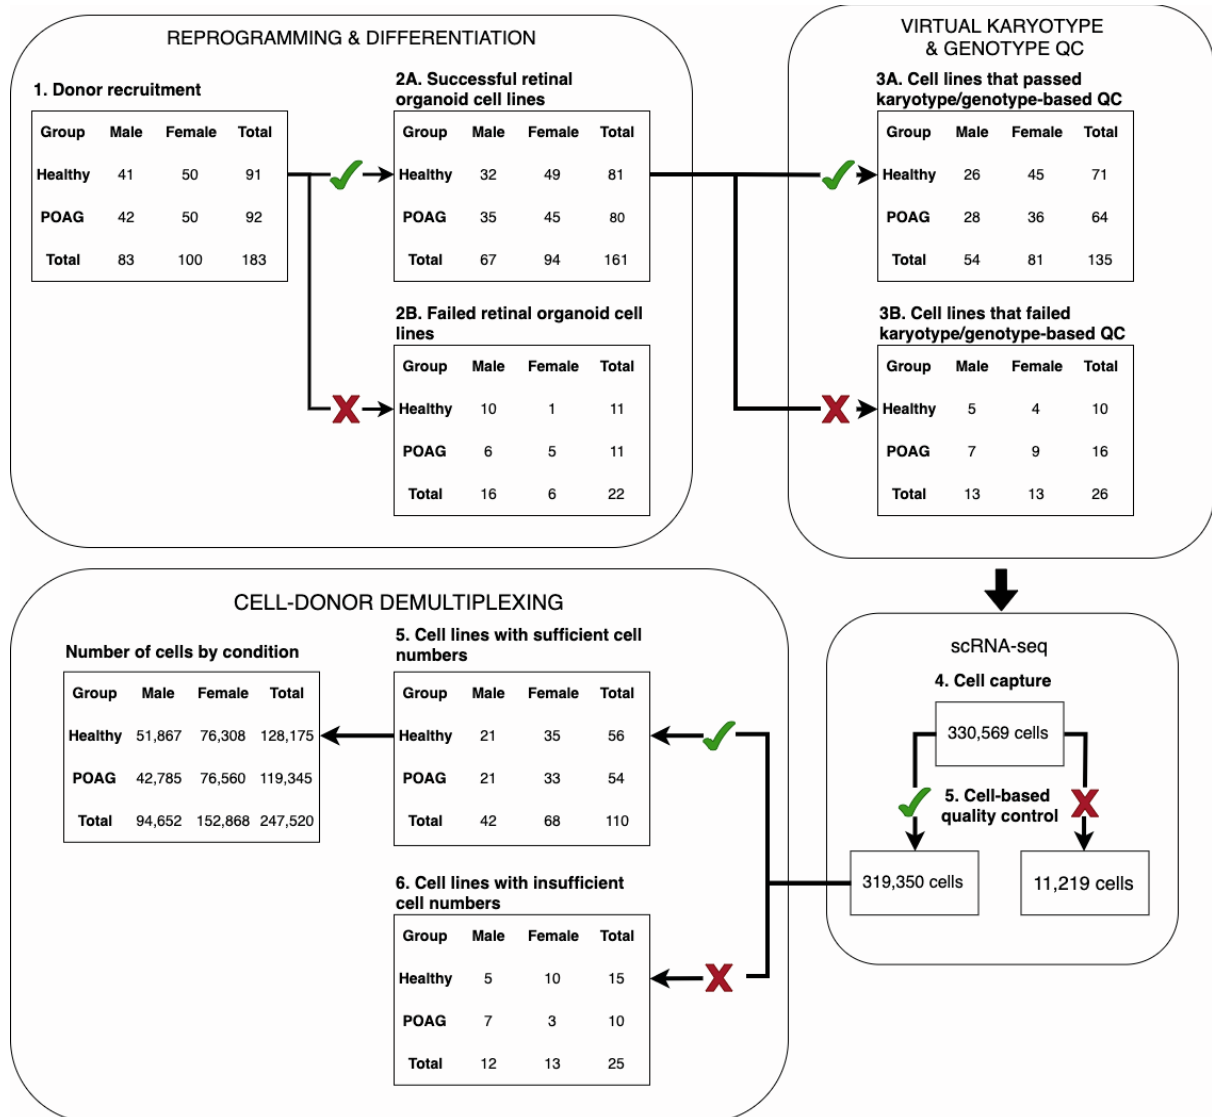 REPROGRAMMING & DIFFERENTIATION
1. Donor recruitment
Group Male Female Total
Healthy 41 50 91
POAG 42 50 92
Total 83 100 183
2A. Successful retinal
organoid cell lines
Group Male Female Total
Healthy 32 49 81
POAG 35 45 80
Total 67 94 161
2B. Failed retinal organoid cell
lines
Group Male Female Total
Healthy 10 1 11
POAG 6 5 11
Total 16 6 22
VIRTUAL KARYOTYPE
& GENOTYPE QC
3A. Cell lines that passed
karyotype/genotype-based QC
Group Male Female Total
Healthy 26 45 71
POAG 28 36 64
Total 54 81 135
3B. Cell lines that failed
karyotype/genotype-based QC
Group Male Female Total
Healthy 5 4 10
POAG 7 9 16
Total 13 13 26
scRNA-seq
4. Cell capture
330,569 cells
5. Cell-based
quality control
319,350 cells
11,219 cells
CELL-DONOR DEMULTIPLEXING
5. Cell lines with sufficient cell
numbers
Group Male Female Total
Healthy 21 35 56
POAG 21 33 54
Total 42 68 110
Number of cells by condition
Group Male Female Total
Healthy 51,867 76,308 128,175
POAG 42,785 76,560 119,345
Total 94,652 152,868 247,520
6. Cell lines with insufficient
cell numbers
Group Male Female Total
Healthy 5 10 15
POAG 7 3 10
Total 12 13 25